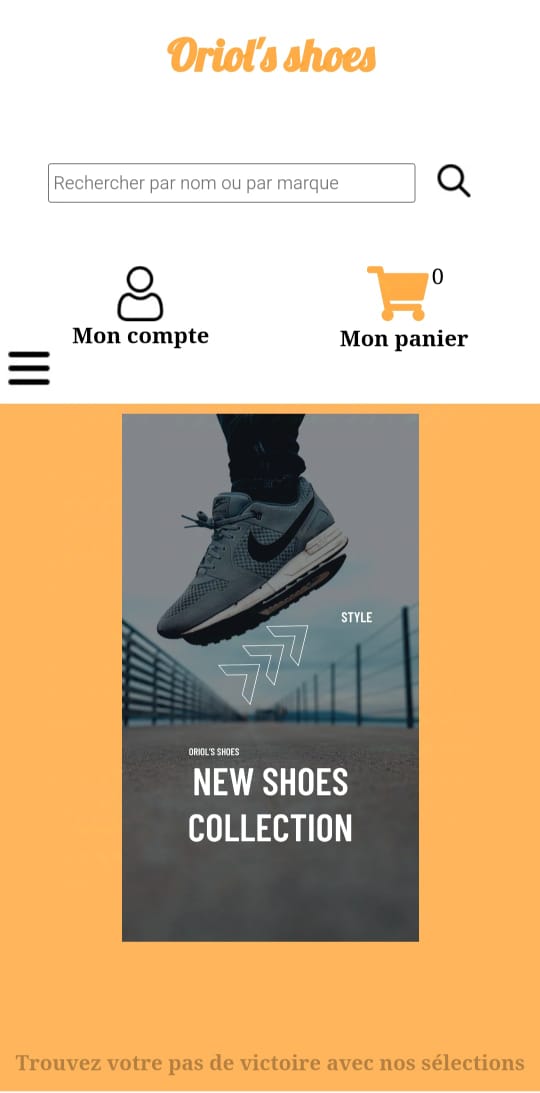 Oriol's shoes
Rechercher par nom ou par marque
0
Mon compte
Mon panier
STYLE
ORIOL'S SHOES
NEW SHOES
COLLECTION
Trouvez votre pas de victoire avec nos sélections